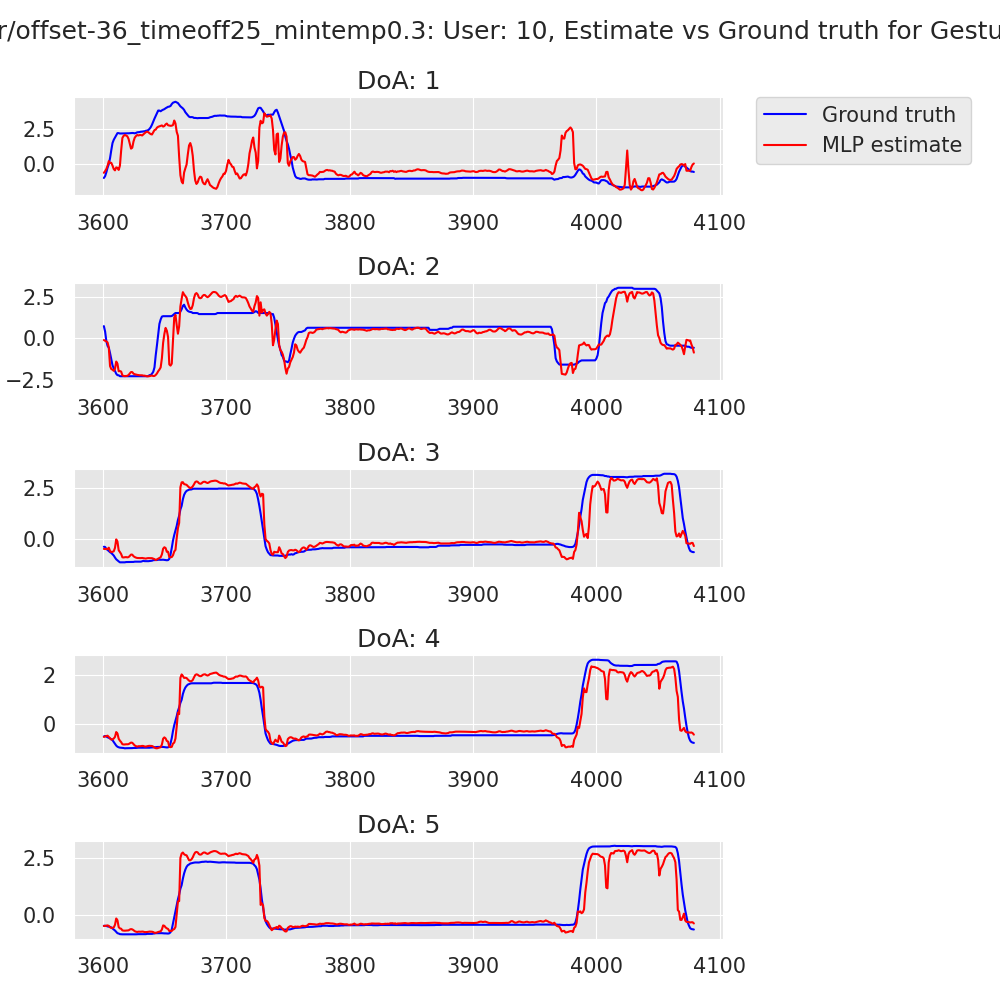 r/offset-36_timeoff25_mintemp0.3: User: 10, Estimate vs Ground truth for Gestu
DoA: 1
Ground truth
MLP estimate
2.5
0.0
3600 3700 3800 3900 4000 4100
DoA: 2
2.5
0.0
−2.5
3600 3700 3800 3900 4000 4100
DoA: 3
2.5
0.0
3600 3700 3800 3900 4000 4100
DoA: 4
2
0
3600 3700 3800 3900 4000 4100
DoA: 5
2.5
0.0
3600 3700 3800 3900 4000 4100